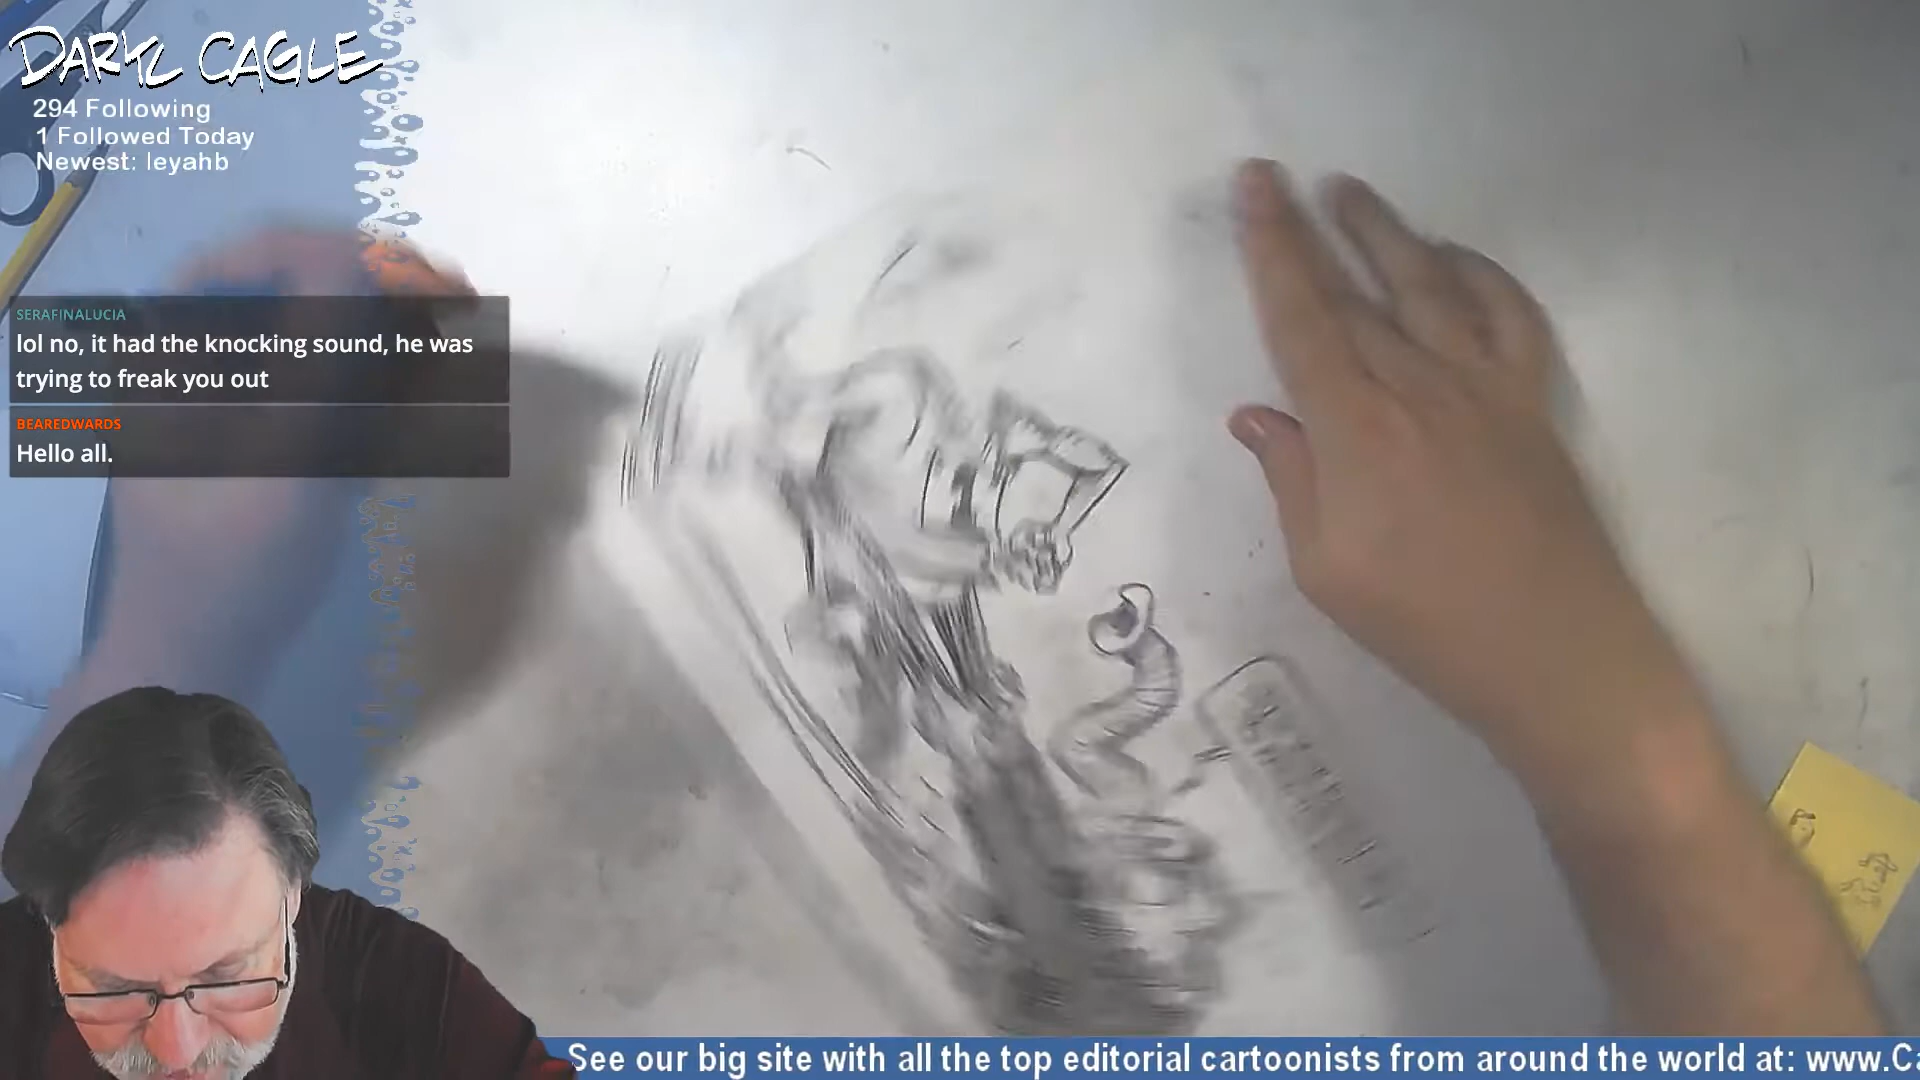 DARYL CAGLE
294 Following
1 Followed Today
Newest: leyahb
SERAFINALUCIA
lol no, it had the knocking sound, he was
trying to freak you out
BEAREDWARDS
Hello all.
See our big site with all the top editorial cartoonists from around the world at: www.Ca